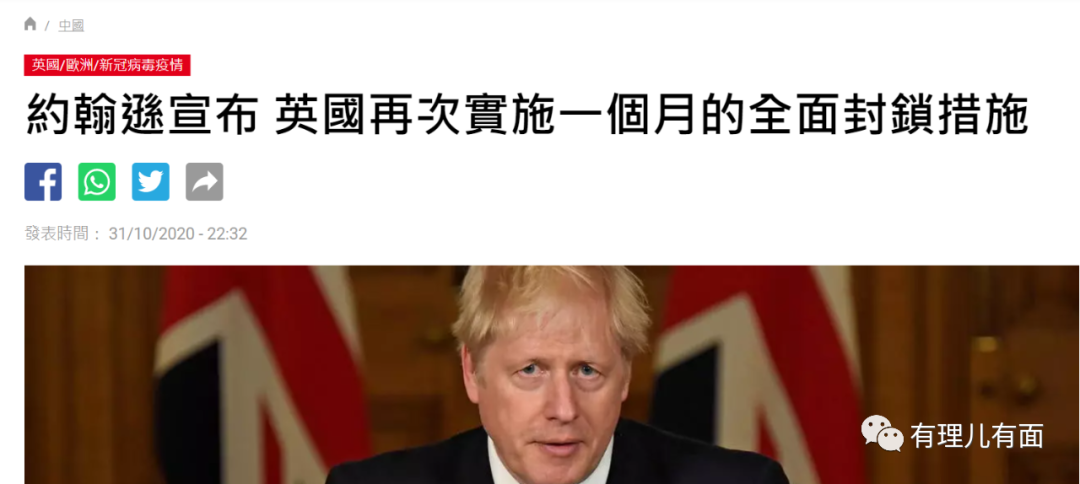 / 中國
英國/歐洲/新冠病毒疫情
約翰遜宣布 英國再次實施一個月的全面封鎖措施
發表時間： 31/10/2020 - 22:32
有理儿有面